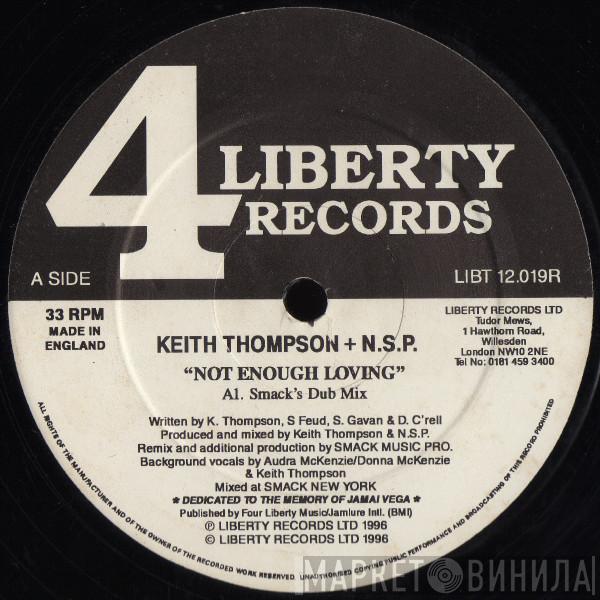 4 LIBERTY
RECORDS
A SIDE
LIBT 12.019R
33 RPM
MADE IN
ENGLAND
LIBERTY RECORDS LTD
Tudor Mews,
1 Hawthorn Road,
Willesden
London NW10 2NE
Tel No: 0181 459 3400
KEITH THOMPSON + N.S.P.
“NOT ENOUGH LOVING”
A1. Smack's Dub Mix
Written by K. Thompson, S Feud, S. Gavan & D. C'rell
Produced and mixed by Keith Thompson & N.S.P.
Remix and additional production by SMACK MUSIC PRO.
Background vocals by Audra McKenzie/Donna McKenzie
& Keith Thompson
Mixed at SMACK NEW YORK
* DEDICATED TO THE MEMORY OF JAMAI VEGA *
Published by Four Liberty Music/Jamlure Intl. (BMI)
℗ LIBERTY RECORDS LTD 1996
© LIBERTY RECORDS LTD 1996
ALL RIGHTS OF THE MANUFACTURER AND OF THE OWNER OF THE RECORDED WORK RESERVED. UNAUTHORISED COPYING PUBLIC PERFORMANCE AND BROADCASTING OF THIS RECORD PROHIBITED
МАРКЕТ ВИНИЛА